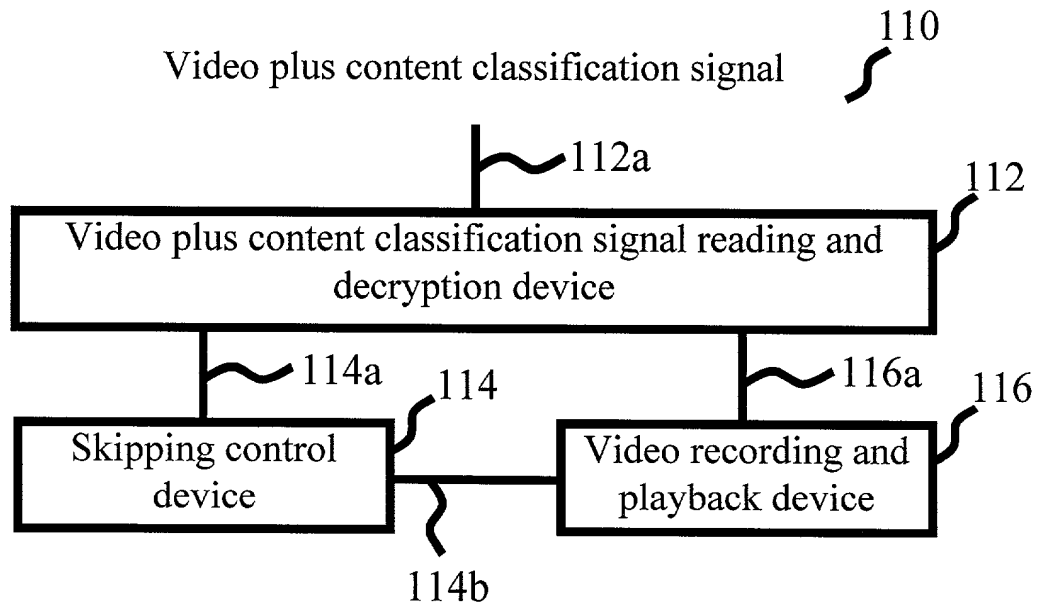 110
Video plus content classification signal
112a
112
Video plus content classification signal reading and
decryption device
114a
114
116a
116
Skipping control
device
Video recording and
playback device
114b